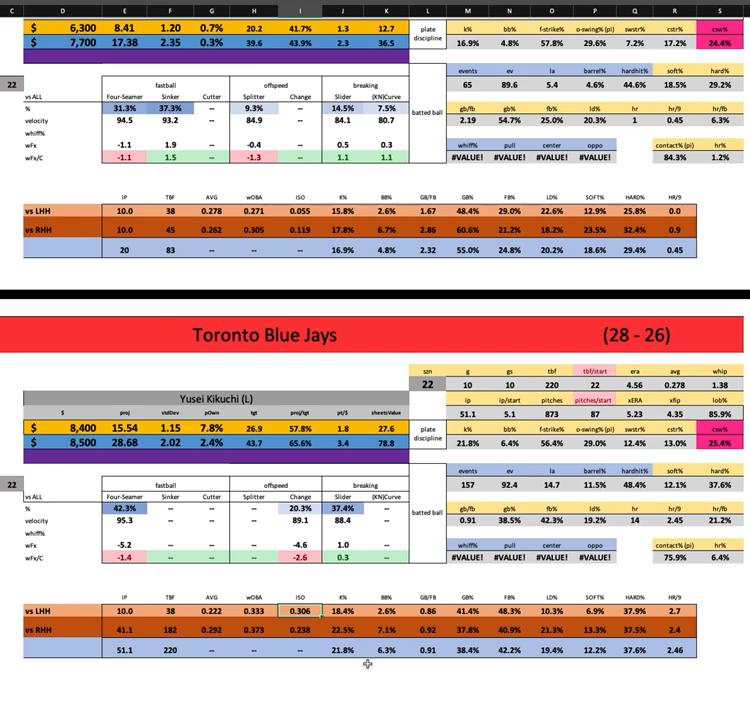 C D E F G H I J K L M N O P Q R S
$ 6,300 8.41 1.20 0.7% 20.2 41.7% 1.3 12.7 plate discipline k% bb% f-strike% o-swing% (pi) swstr% cstr% csw%
$ 7,700 17.38 2.35 0.3% 39.6 43.9% 2.3 36.5 16.9% 4.8% 57.8% 29.6% 7.2% 17.2% 24.4%
events ev la barrel% hardhit% soft% hard%
22 fastball offspeed breaking 65 89.6 5.4 4.6% 44.6% 18.5% 29.2%
vs ALL Four-Seamer Sinker Cutter Splitter Change Slider (KN)Curve
% 31.3% 37.3% -- 9.3% -- 14.5% 7.5% batted ball gb/fb gb% fb% ld% hr hr/9 hr/fb
velocity 94.5 93.2 -- 84.9 -- 84.1 80.7 2.19 54.7% 25.0% 20.3% 1 0.45 6.3%
whiff%
wFx -1.1 1.9 -- -0.4 -- 0.5 0.3 whiff% pull center oppo contact% (pi) hr%
wFx/C -1.1 1.5 -- -1.3 -- 1.1 1.1 #VALUE! #VALUE! #VALUE! #VALUE! 84.3% 1.2%
IP TBF AVG wOBA ISO K% BB% GB/FB GB% FB% LD% SOFT% HARD% HR/9
vs LHH 10.0 38 0.278 0.271 0.055 15.8% 2.6% 1.67 48.4% 29.0% 22.6% 12.9% 25.8% 0.0
vs RHH 10.0 45 0.262 0.305 0.119 17.8% 6.7% 2.86 60.6% 21.2% 18.2% 23.5% 32.4% 0.9
20 83 -- -- -- 16.9% 4.8% 2.32 55.0% 24.8% 20.2% 18.6% 29.4% 0.45
Toronto Blue Jays (28 - 26)
szn g gs tbf tbf/start era avg whip
22 10 10 220 22 4.56 0.278 1.38
Yusei Kikuchi (L) ip ip/start pitches pitches/start xERA xfip lob%
$ proj stdDev pOwn tgt proj/tgt pt/$ sheetsValue 51.1 5.1 873 87 5.23 4.35 85.9%
$ 8,400 15.54 1.15 7.8% 26.9 57.8% 1.8 27.6 plate discipline k% bb% f-strike% o-swing% (pi) swstr% cstr% csw%
$ 8,500 28.68 2.02 2.4% 43.7 65.6% 3.4 78.8 21.8% 6.4% 56.4% 29.0% 12.4% 13.0% 25.4%
events ev la barrel% hardhit% soft% hard%
22 fastball offspeed breaking 157 92.4 14.7 11.5% 48.4% 12.1% 37.6%
vs ALL Four-Seamer Sinker Cutter Splitter Change Slider (KN)Curve
% 42.3% -- -- -- 20.3% 37.4% -- batted ball gb/fb gb% fb% ld% hr hr/9 hr/fb
velocity 95.3 -- -- -- 89.1 88.4 -- 0.91 38.5% 42.3% 19.2% 14 2.45 21.2%
whiff%
wFx -5.2 -- -- -- -4.6 1.0 -- whiff% pull center oppo contact% (pi) hr%
wFx/C -1.4 -- -- -- -2.6 0.3 -- #VALUE! #VALUE! #VALUE! #VALUE! 75.9% 6.4%
IP TBF AVG wOBA ISO K% BB% GB/FB GB% FB% LD% SOFT% HARD% HR/9
vs LHH 10.0 38 0.222 0.333 0.306 18.4% 2.6% 0.86 41.4% 48.3% 10.3% 6.9% 37.9% 2.7
vs RHH 41.1 182 0.292 0.373 0.238 22.5% 7.1% 0.92 37.8% 40.9% 21.3% 13.3% 37.5% 2.4
51.1 220 -- -- -- 21.8% 6.3% 0.91 38.4% 42.2% 19.4% 12.2% 37.6% 2.46